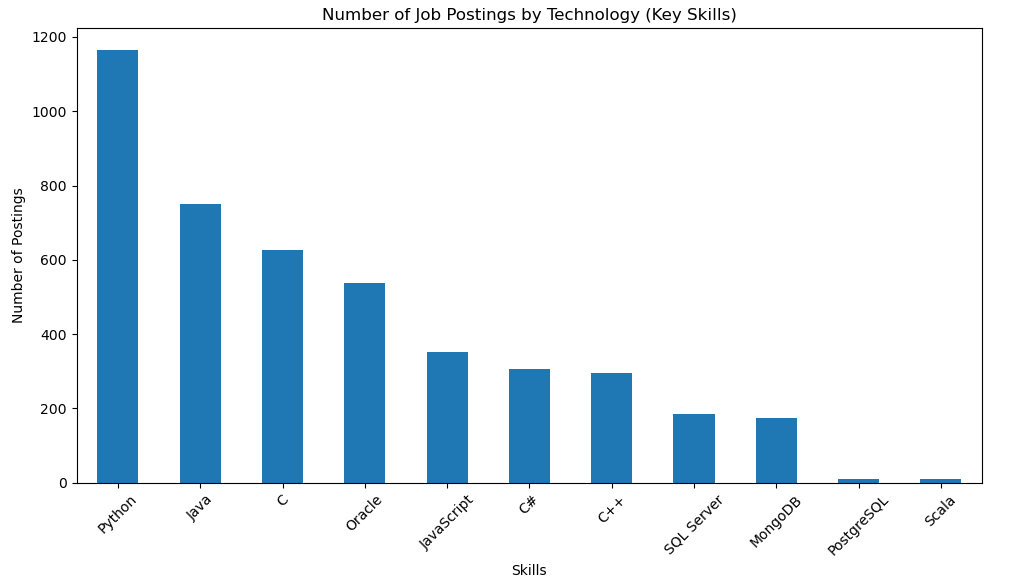 Number of Job Postings by Technology (Key Skills)
Number of Postings
1200
1000
800
600
400
200
0
Python
Java
C
Oracle
JavaScript
C#
C++
SQL Server
MongoDB
PostgreSQL
Scala
Skills